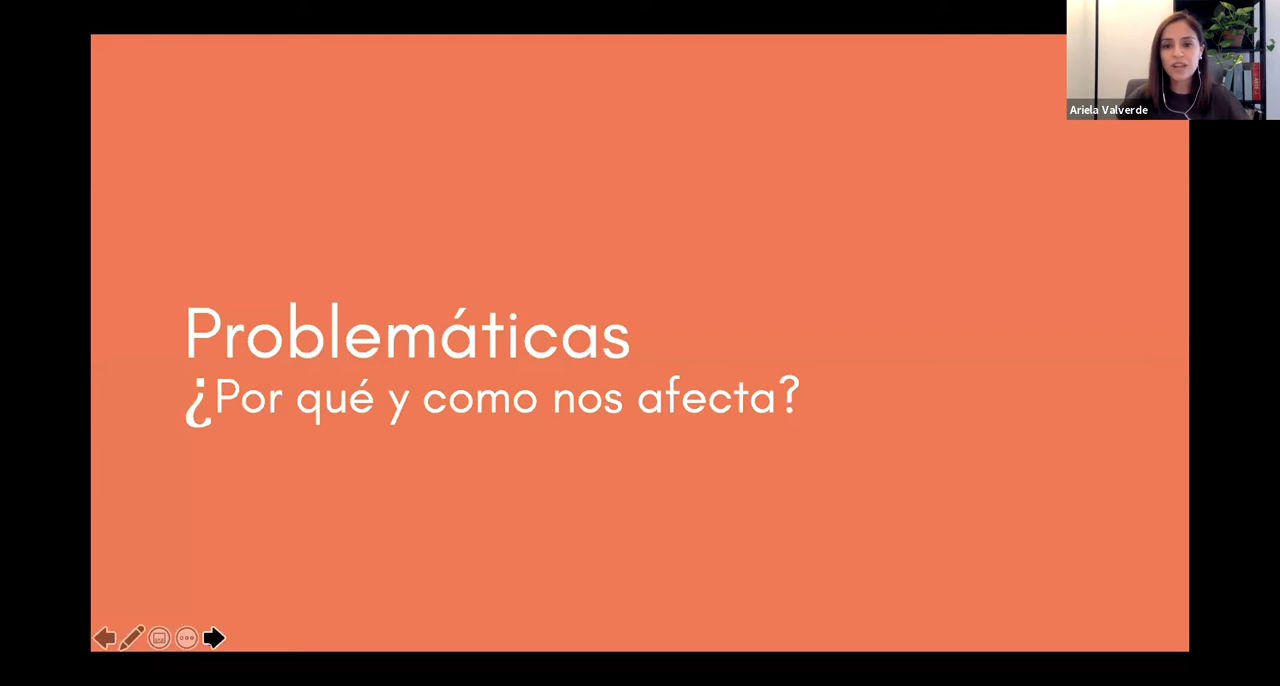 Ariela Valverde
Problemáticas
¿Por qué y como nos afecta?